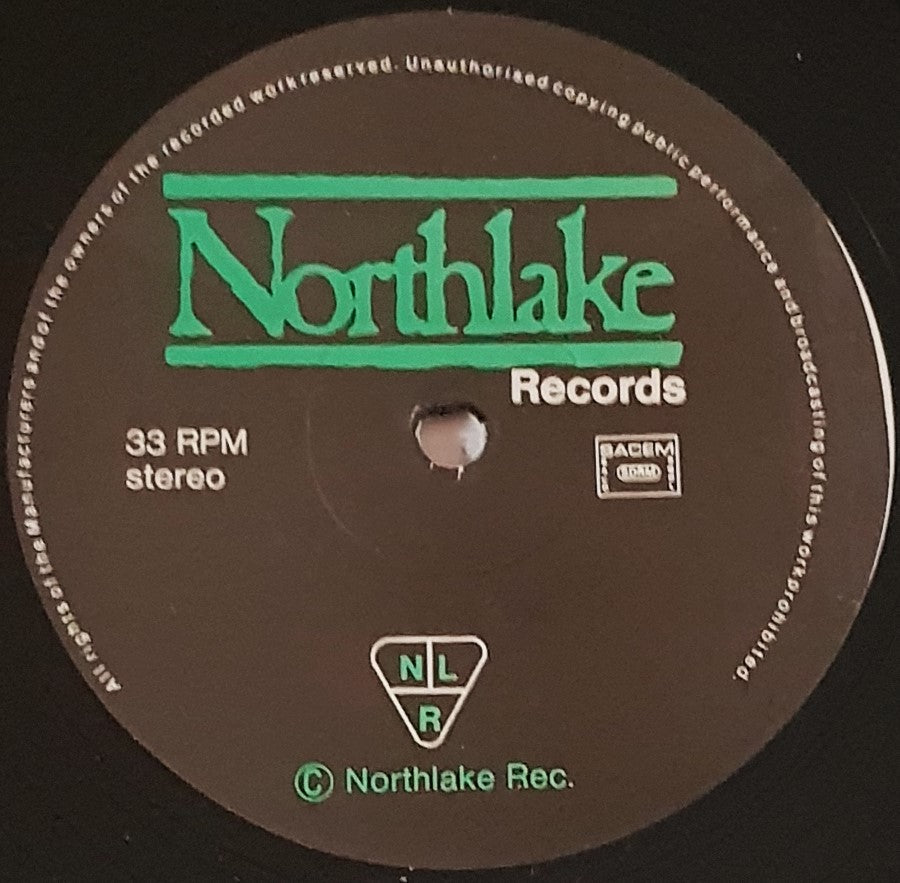 All rights of the Manufacturers and of the owners of the recorded work reserved. Unauthorised copying public performance and broadcasting of this work prohibited.
Northlake
Records
33 RPM
stereo
SACEM
SDRM
N L
R
© Northlake Rec.